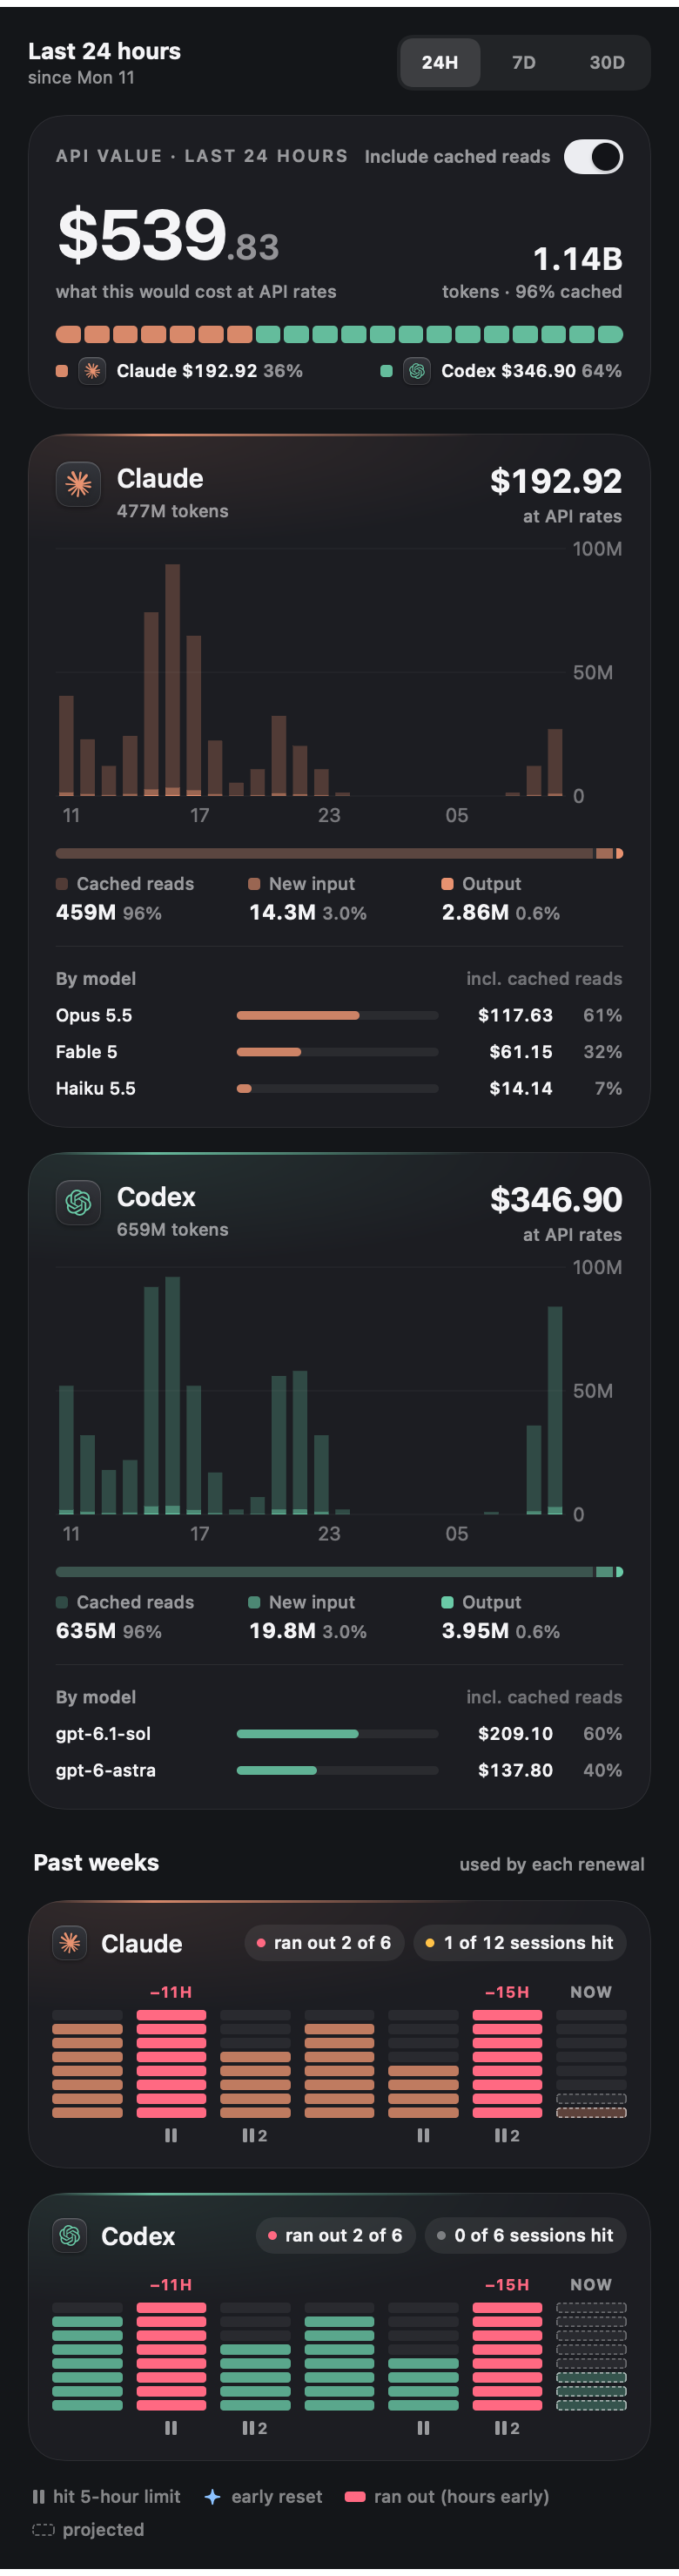 Last 24 hours
since Mon 11
24H 7D 30D
API VALUE · LAST 24 HOURS Include cached reads
$539.83
1.14B
what this would cost at API rates
tokens · 96% cached
Claude $192.92 36%
Codex $346.90 64%
Claude
477M tokens
$192.92
at API rates
100M
50M
0
11 17 23 05
Cached reads New input Output
459M 96% 14.3M 3.0% 2.86M 0.6%
By model incl. cached reads
Opus 5.5 $117.63 61%
Fable 5 $61.15 32%
Haiku 5.5 $14.14 7%
Codex
659M tokens
$346.90
at API rates
100M
50M
0
11 17 23 05
Cached reads New input Output
635M 96% 19.8M 3.0% 3.95M 0.6%
By model incl. cached reads
gpt-6.1-sol $209.10 60%
gpt-6-astra $137.80 40%
Past weeks used by each renewal
Claude ran out 2 of 6 1 of 12 sessions hit
–11H –15H NOW
2 2
Codex ran out 2 of 6 0 of 6 sessions hit
–11H –15H NOW
2 2
hit 5-hour limit early reset ran out (hours early)
projected